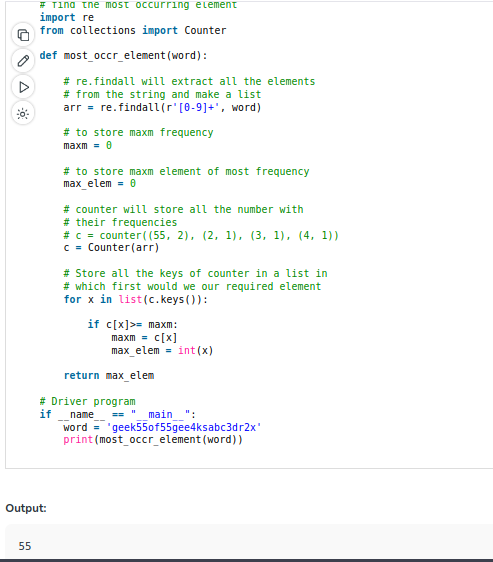 # find the most occurring element
import re
from collections import Counter
def most_occr_element(word):
# re.findall will extract all the elements
# from the string and make a list
arr = re.findall(r'[0-9]+', word)
# to store maxm frequency
maxm = 0
# to store maxm element of most frequency
max_elem = 0
# counter will store all the number with
# their frequencies
# c = counter((55, 2), (2, 1), (3, 1), (4, 1))
c = Counter(arr)
# Store all the keys of counter in a list in
# which first would we our required element
for x in list(c.keys()):
if c[x]>= maxm:
maxm = c[x]
max_elem = int(x)
return max_elem
# Driver program
if __name__ == "__main__":
word = 'geek55of55gee4ksabc3dr2x'
print(most_occr_element(word))
Output:
55